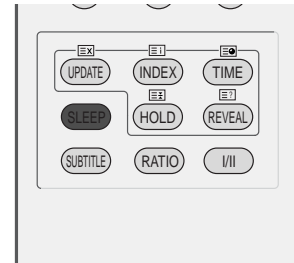 UPDATE INDEX TIME
SLEEP HOLD REVEAL
SUBTITLE RATIO I/II